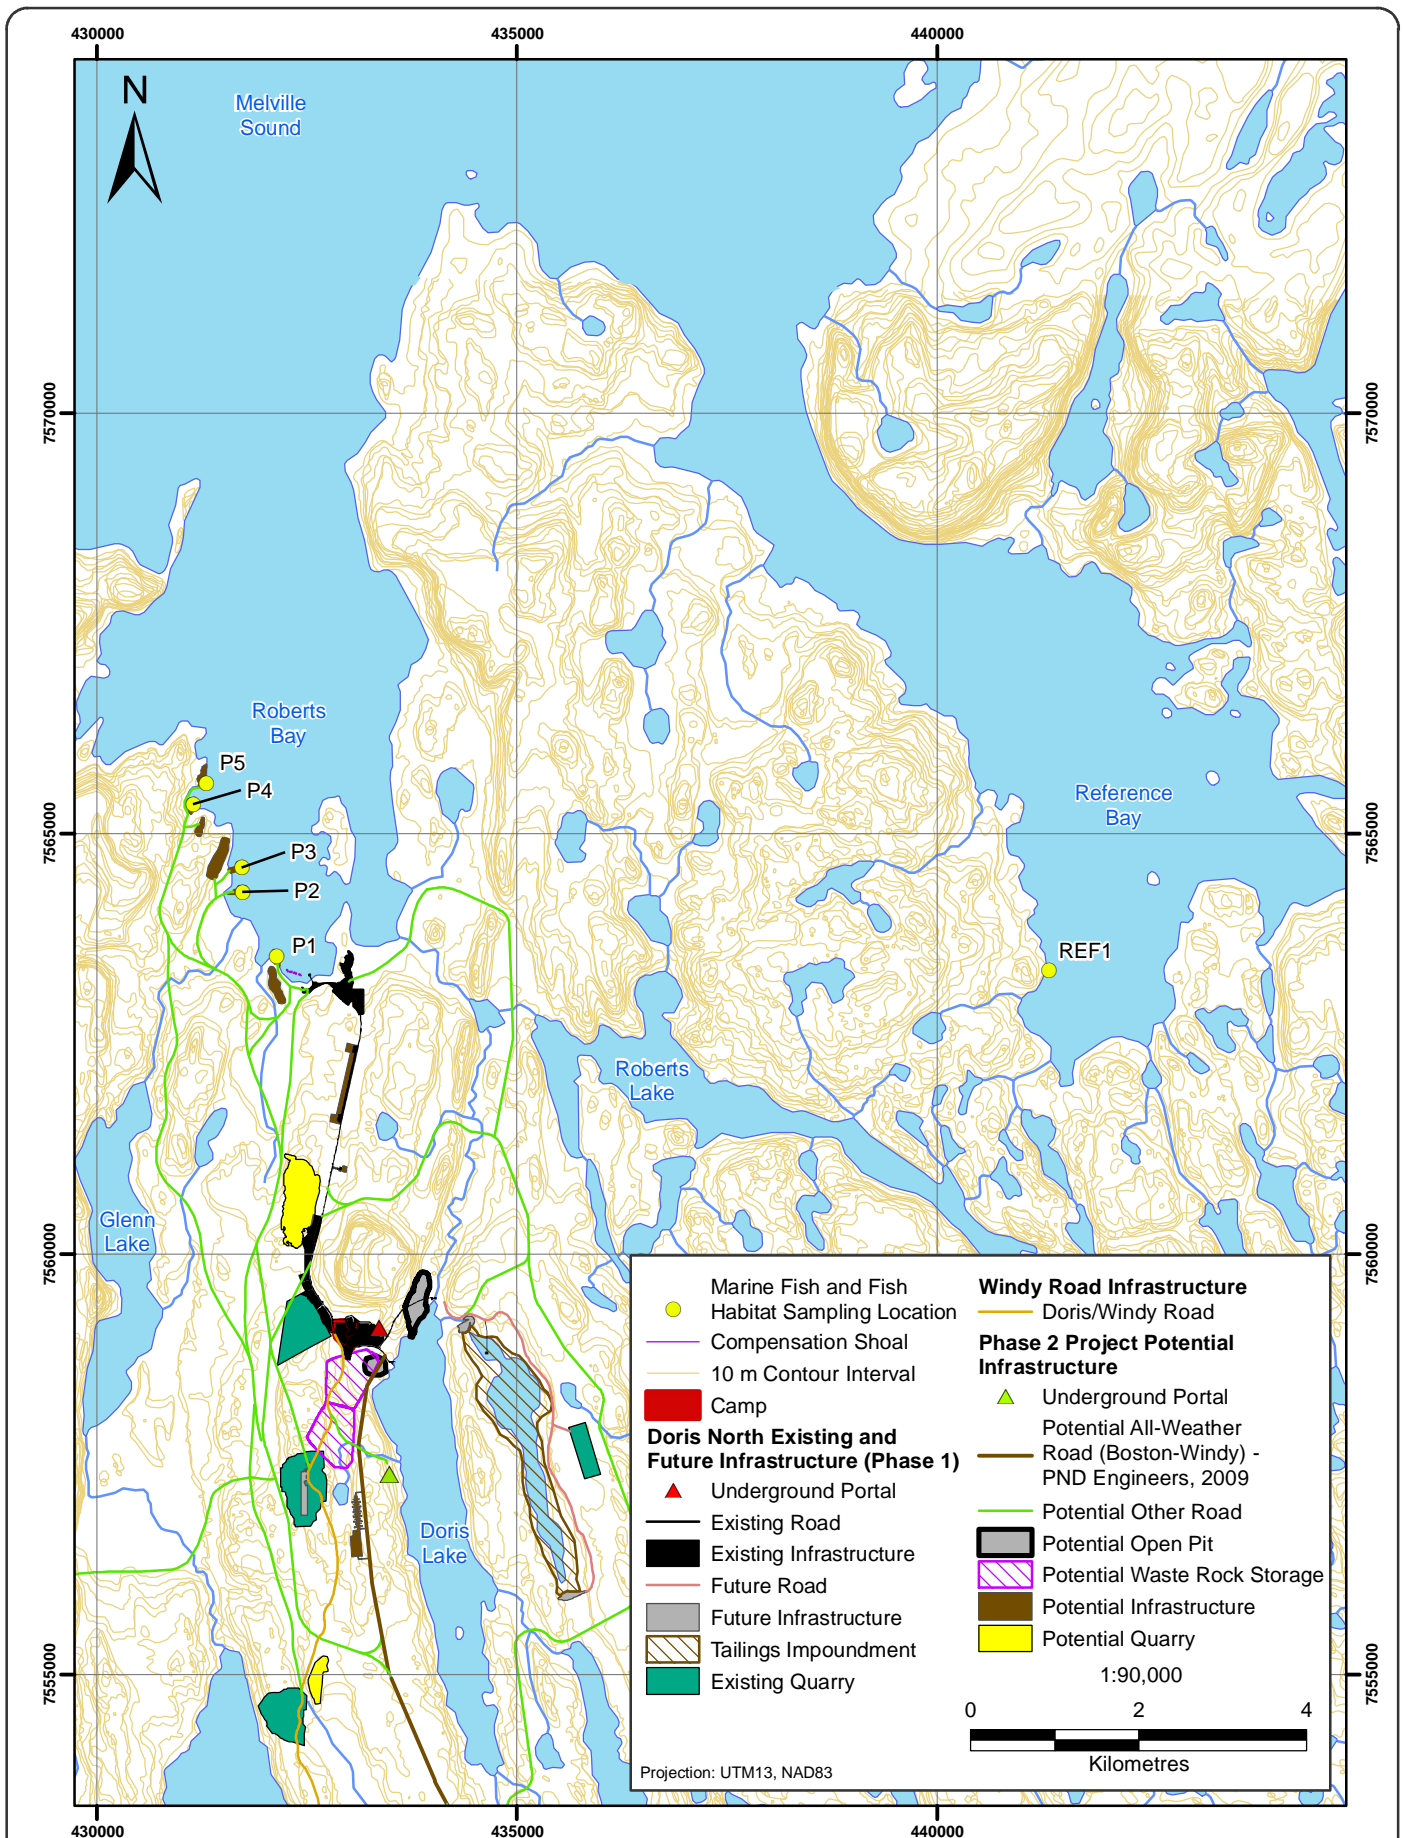 430000
435000
440000
N
Melville
Sound
7570000
7570000
Roberts
Bay
P5
P4
Reference
Bay
7565000
7565000
P3
P2
P1
REF1
Roberts
Lake
Glenn
Lake
7560000
7560000
Doris
Lake
7555000
7555000
Marine Fish and Fish
Habitat Sampling Location
Compensation Shoal
10 m Contour Interval
Camp
Doris North Existing and
Future Infrastructure (Phase 1)
Underground Portal
Existing Road
Existing Infrastructure
Future Road
Future Infrastructure
Tailings Impoundment
Existing Quarry
Windy Road Infrastructure
Doris/Windy Road
Phase 2 Project Potential
Infrastructure
Underground Portal
Potential All-Weather
Road (Boston-Windy) -
PND Engineers, 2009
Potential Other Road
Potential Open Pit
Potential Waste Rock Storage
Potential Infrastructure
Potential Quarry
1:90,000
0 2 4
Kilometres
Projection: UTM13, NAD83
430000
435000
440000